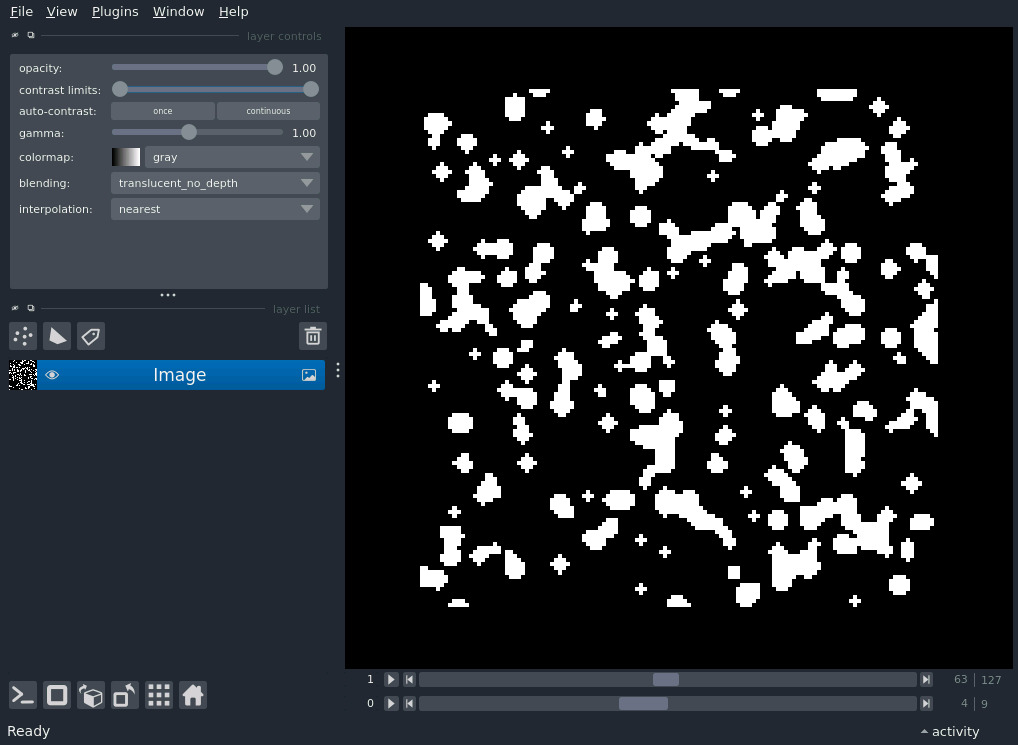 File View Plugins Window Help
layer controls
opacity: 1.00
contrast limits:
auto-contrast: once continuous
gamma: 1.00
colormap: gray
blending: translucent_no_depth
interpolation: nearest
layer list
Image
1 63 127
0 4 9
Ready activity